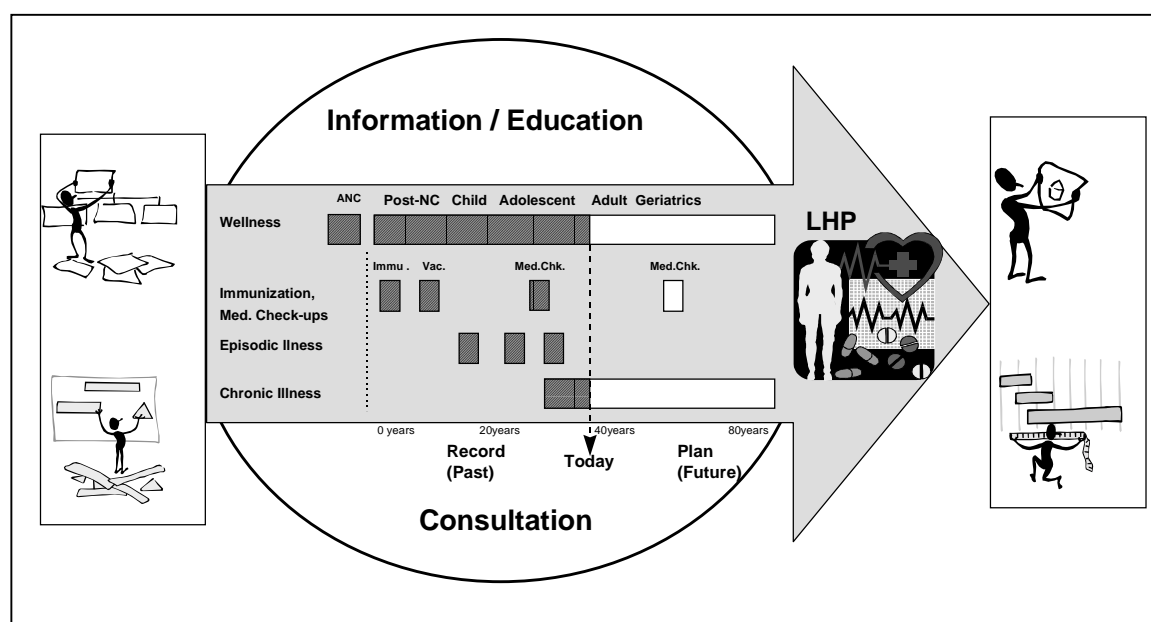 Information / Education
ANC Post-NC Child Adolescent Adult Geriatrics
Wellness
LHP
Immu . Vac. Med.Chk. Med.Chk.
Immunization,
Med. Check-ups
Episodic Ilness
Chronic Illness
0 years 20years 40years 80years
Record
(Past)
Today
Plan
(Future)
Consultation